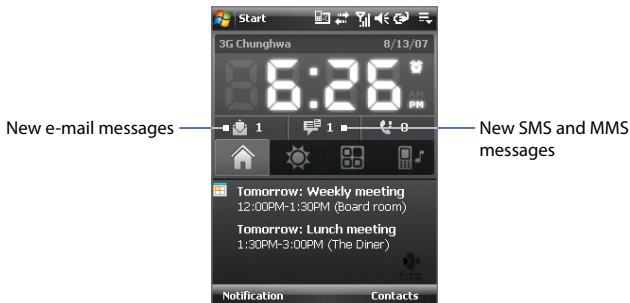 Start
3G Chunghwa 8/13/07
6:26 AM PM
New e-mail messages 1 1 0 New SMS and MMS messages
Tomorrow: Weekly meeting
12:00PM-1:30PM (Board room)
Tomorrow: Lunch meeting
1:30PM-3:00PM (The Diner)
hTC
Notification Contacts